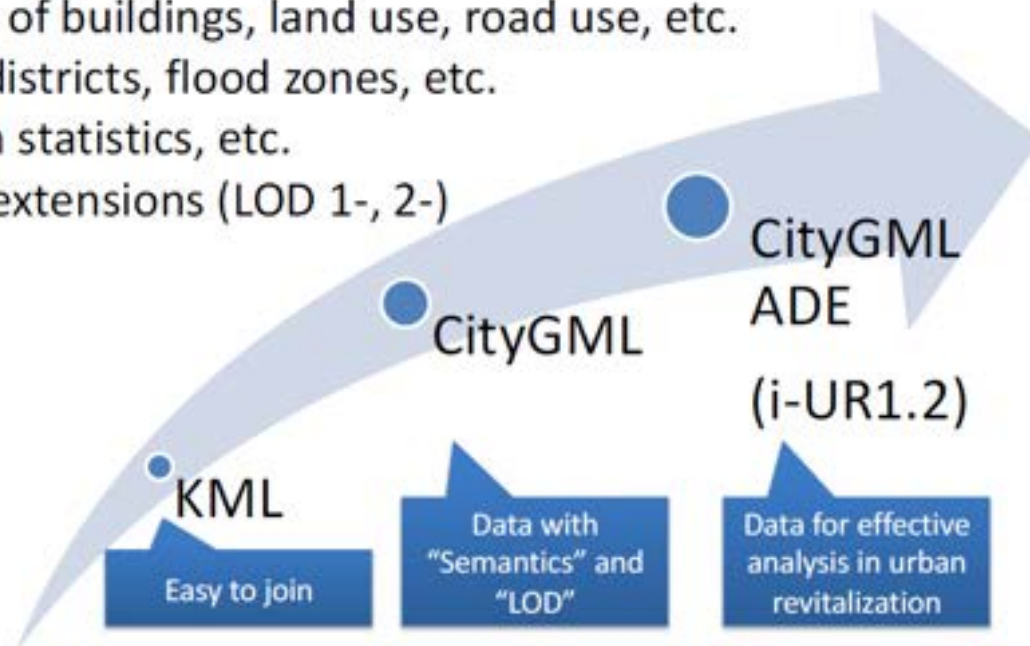 of buildings, land use, road use, etc.
districts, flood zones, etc.
statistics, etc.
extensions (LOD 1-, 2-)
CityGML
ADE
(i-UR1.2)
CityGML
KML
Easy to join
Data with
“Semantics” and
“LOD”
Data for effective
analysis in urban
revitalization